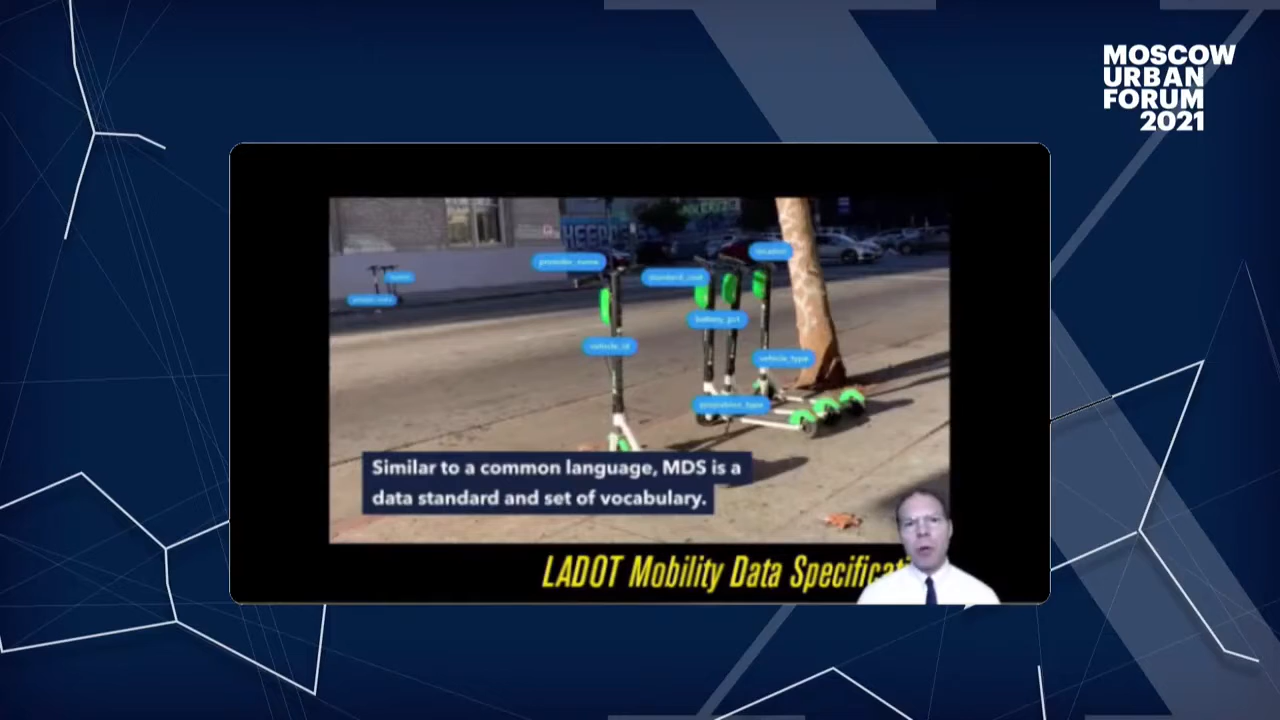 MOSCOW
URBAN
FORUM
2021
provider_name
standard_cost
location
battery_pct
vehicle_id
vehicle_type
propulsion_type
Similar to a common language, MDS is a
data standard and set of vocabulary.
LADOT Mobility Data